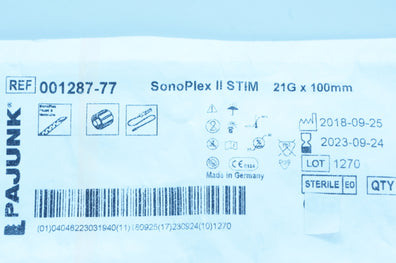 REF 001287-77 SonoPlex II STIM 21G x 100mm
PAJUNK®
2018-09-25
2023-09-24
LOT 1270
STERILE EO QTY
Made in Germany
(01)04046223031940(11)180925(17)230924(10)1270